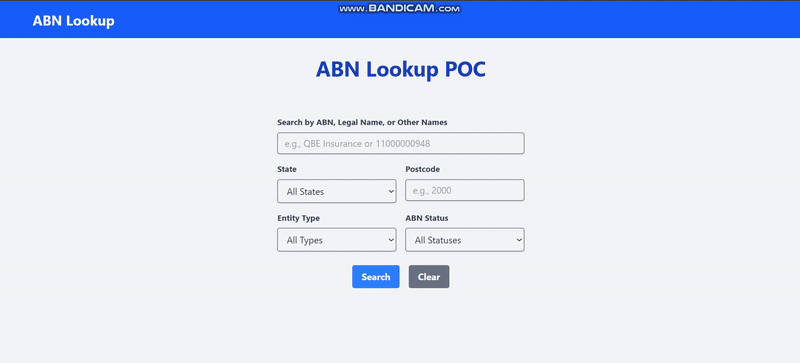 www.BANDICAM.com
ABN Lookup
ABN Lookup POC
Search by ABN, Legal Name, or Other Names
e.g., QBE Insurance or 11000000948
State Postcode
All States e.g., 2000
Entity Type ABN Status
All Types All Statuses
Search Clear